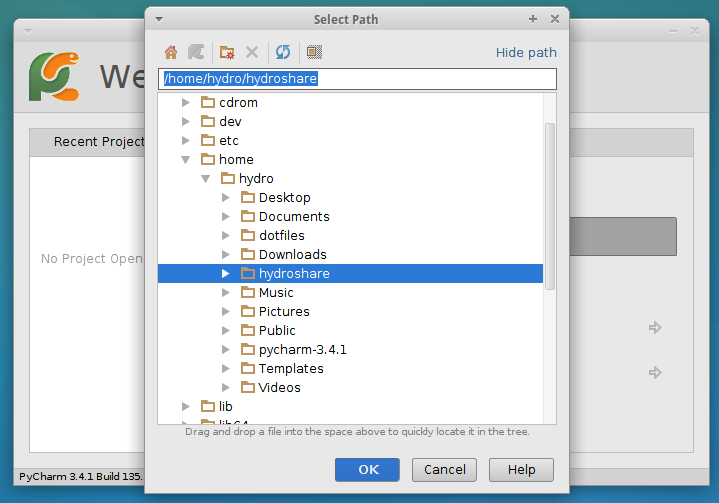 Select Path
We
Hide path
/home/hydro/hydroshare
cdrom
dev
etc
home
hydro
Desktop
Documents
dotfiles
Downloads
hydroshare
Music
Pictures
Public
pycharm-3.4.1
Templates
Videos
lib
lib64
Drag and drop a file into the space above to quickly locate it in the tree.
OK
Cancel
Help
Recent Project
No Project Open
PyCharm 3.4.1 Build 135.